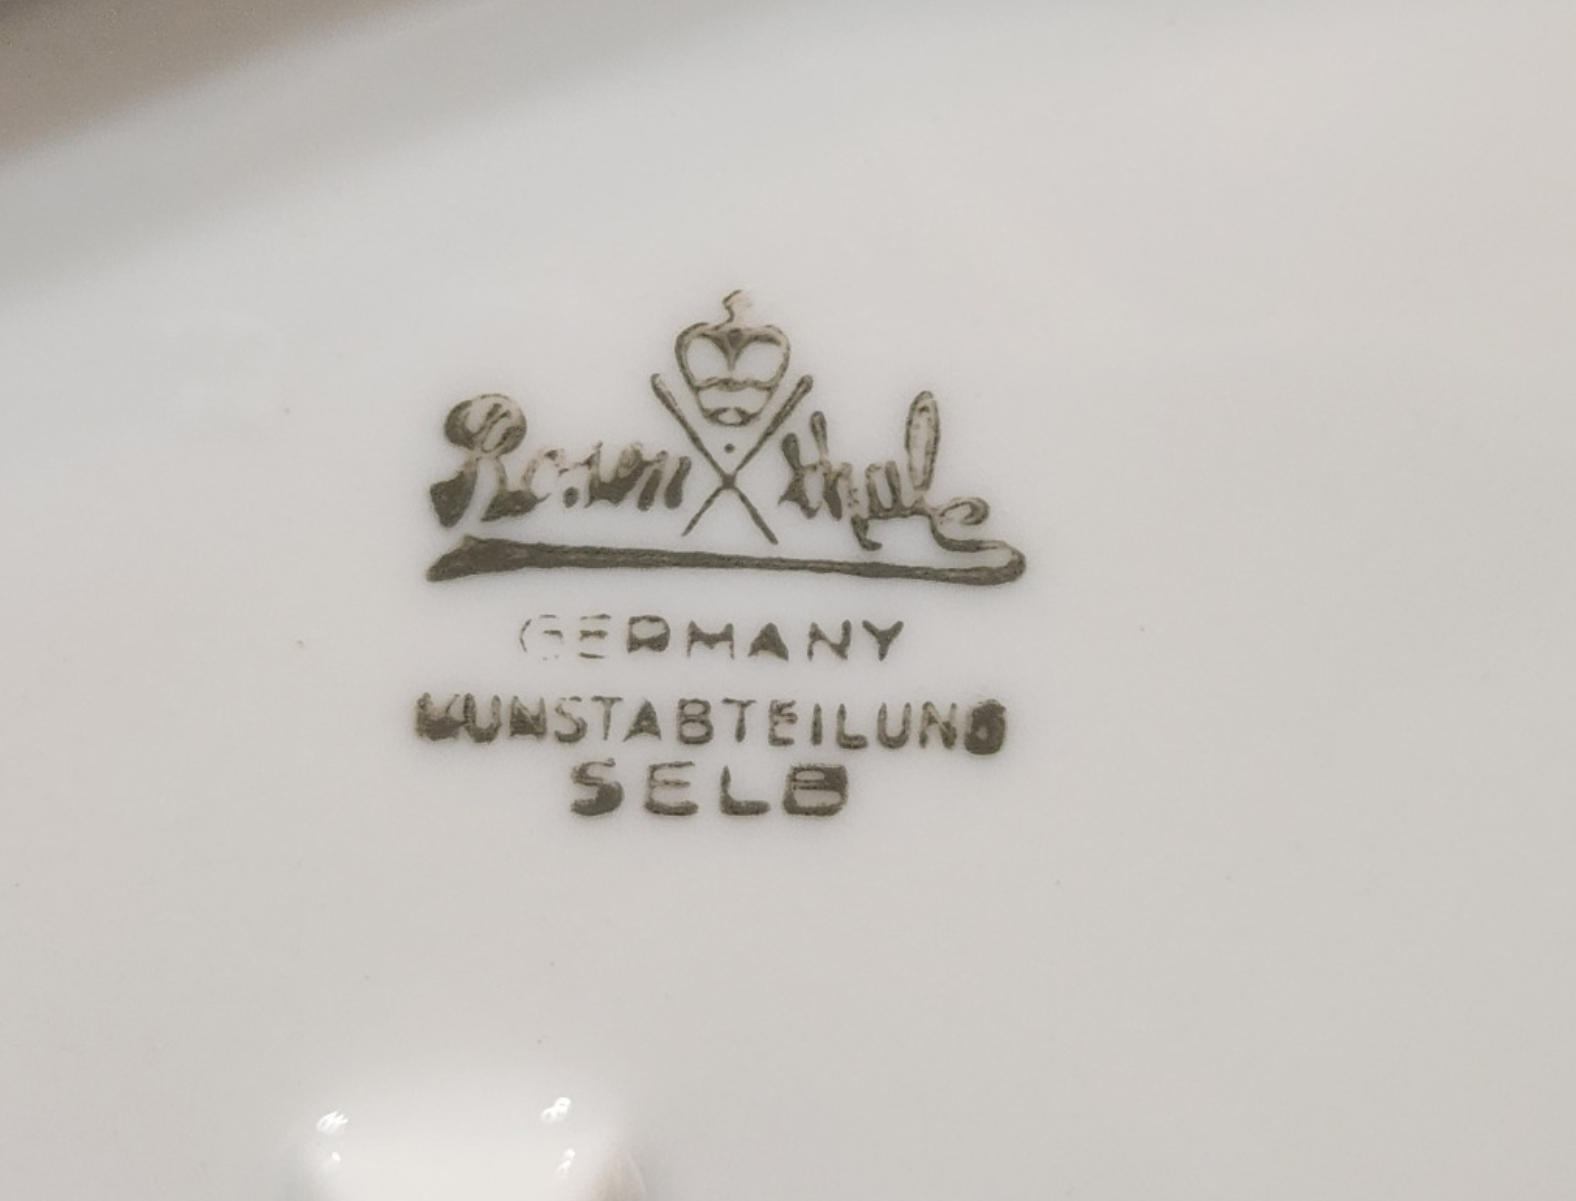 Rosenthal
GERMANY
KUNSTABTEILUNG
SELB